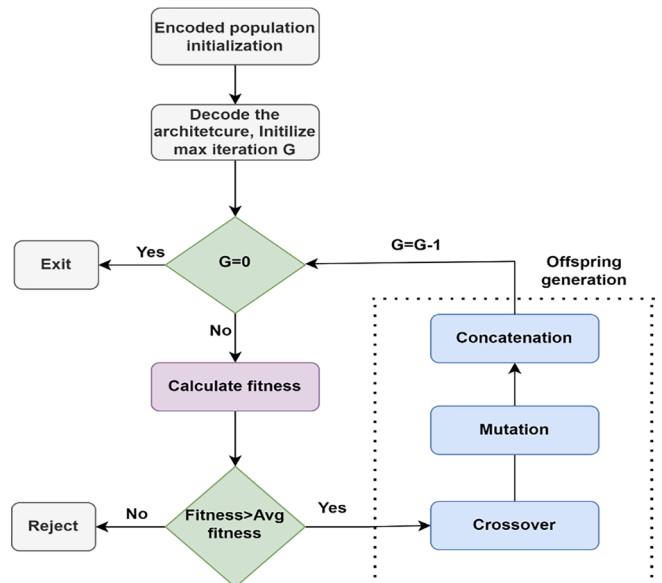 Encoded population
initialization
Decode the
architetcure, Initilize
max iteration G
G=G-1
Yes
Exit
G=0
Offspring
generation
No
Concatenation
Calculate fitness
Mutation
No
Yes
Reject
Fitness>Avg
fitness
Crossover